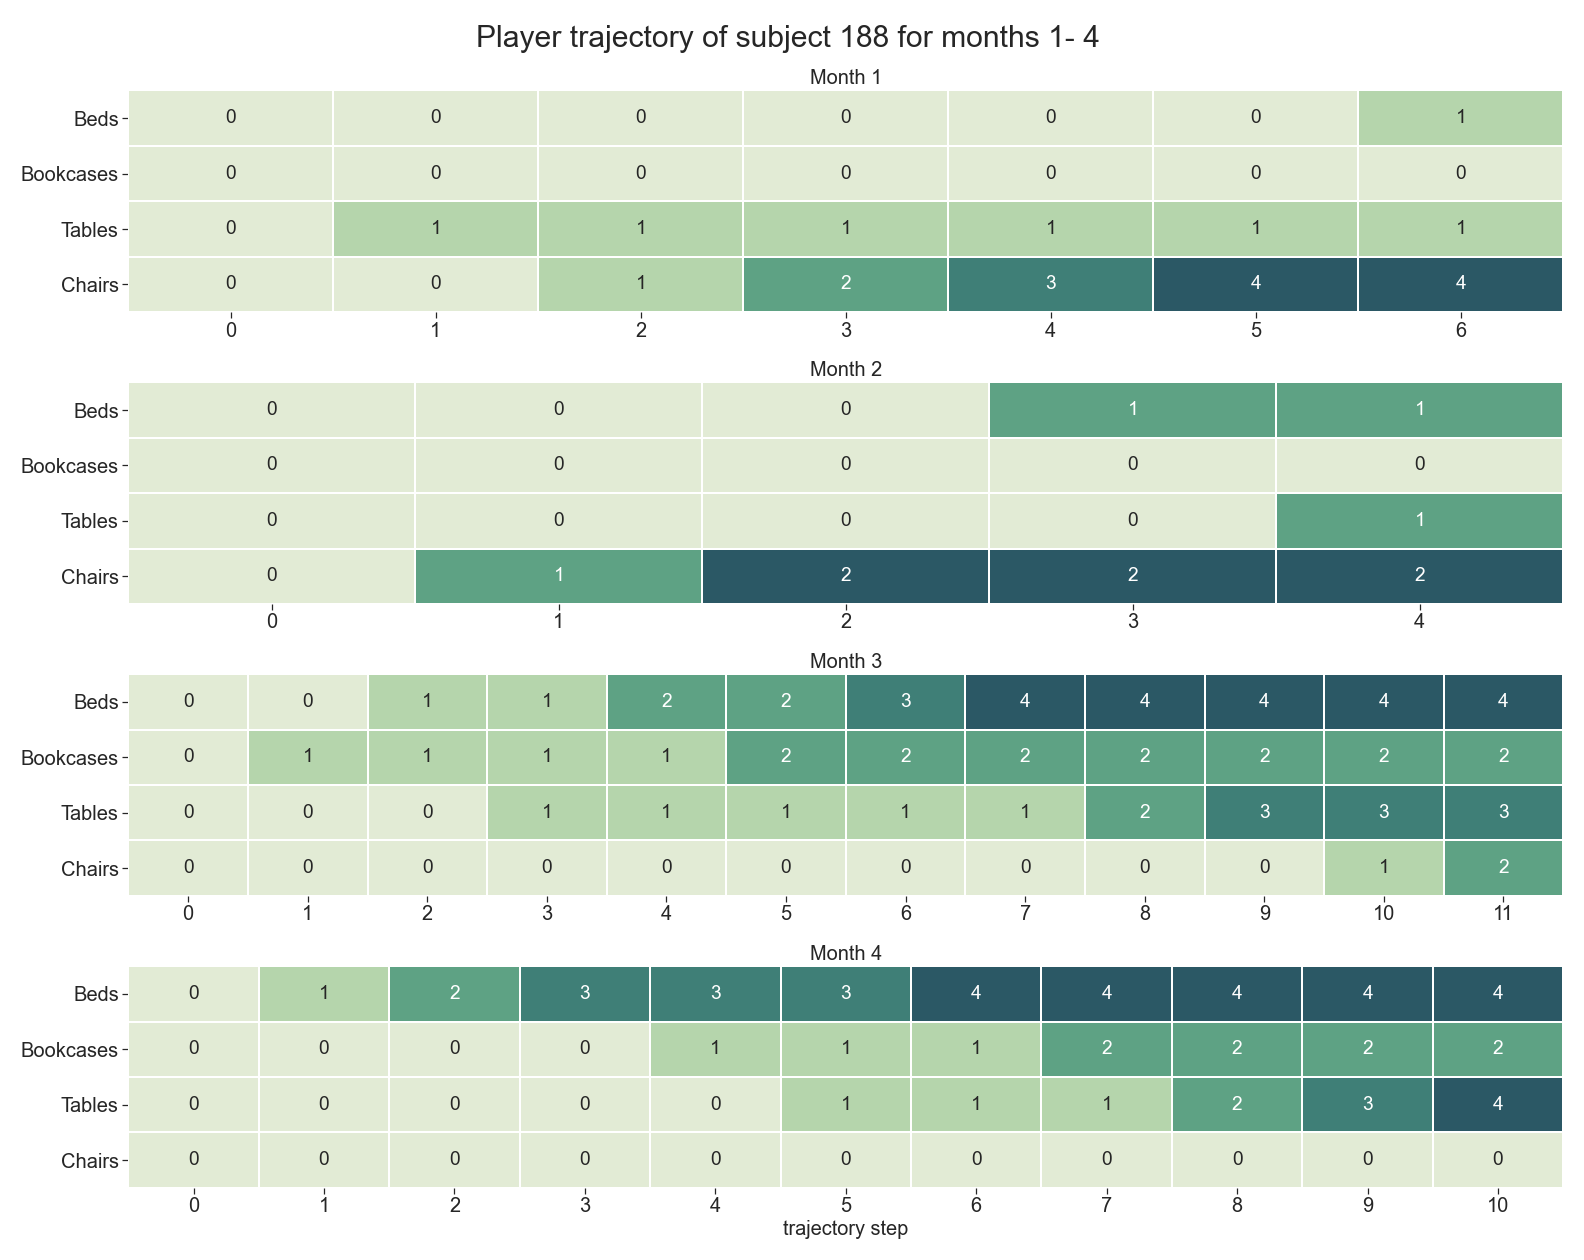 Player trajectory of subject 188 for months 1- 4
Month 1
Beds 0 0 0 0 0 0 1
Bookcases 0 0 0 0 0 0 0
Tables 0 1 1 1 1 1 1
Chairs 0 0 1 2 3 4 4
0 1 2 3 4 5 6
Month 2
Beds 0 0 0 1 1
Bookcases 0 0 0 0 0
Tables 0 0 0 0 1
Chairs 0 1 2 2 2
0 1 2 3 4
Month 3
Beds 0 0 1 1 2 2 3 4 4 4 4 4
Bookcases 0 1 1 1 1 2 2 2 2 2 2 2
Tables 0 0 0 1 1 1 1 1 2 3 3 3
Chairs 0 0 0 0 0 0 0 0 0 0 1 2
0 1 2 3 4 5 6 7 8 9 10 11
Month 4
Beds 0 1 2 3 3 3 4 4 4 4 4
Bookcases 0 0 0 0 1 1 1 2 2 2 2
Tables 0 0 0 0 0 1 1 1 2 3 4
Chairs 0 0 0 0 0 0 0 0 0 0 0
0 1 2 3 4 5 6 7 8 9 10
trajectory step